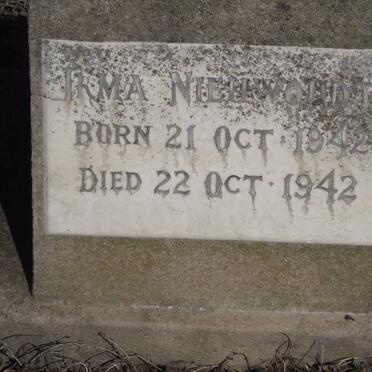 IRMA NIEUWOUDT
BORN 21 OCT. 1942
DIED 22 OCT. 1942